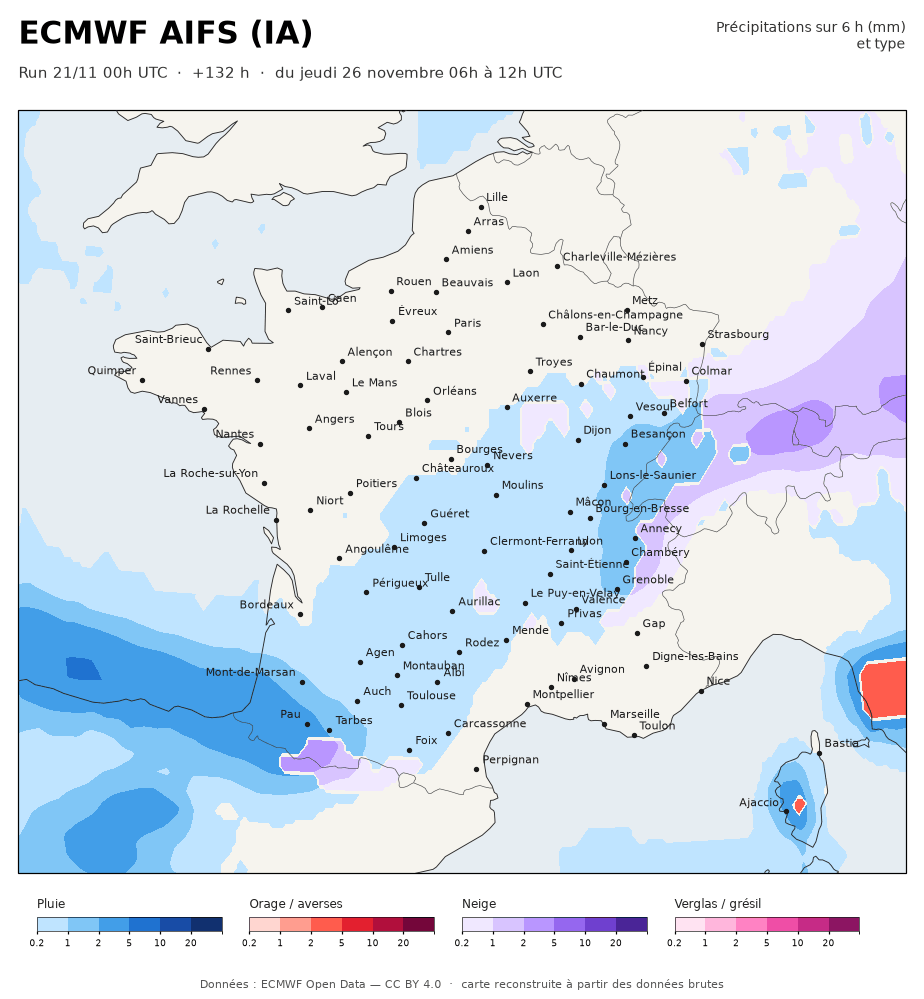 ECMWF AIFS (IA)
Précipitations sur 6 h (mm)
et type
Run 21/11 00h UTC · +132 h · du jeudi 26 novembre 06h à 12h UTC
Lille
Arras
Amiens
Charleville-Mézières
Laon
Rouen
Beauvais
Saint-Lô
Caen
Metz
Évreux
Châlons-en-Champagne
Paris
Bar-le-Duc
Nancy
Strasbourg
Saint-Brieuc
Alençon
Chartres
Troyes
Quimper
Rennes
Laval
Le Mans
Chaumont
Épinal
Colmar
Vannes
Orléans
Auxerre
Vesoul
Belfort
Angers
Blois
Tours
Nantes
Dijon
Besançon
Bourges
Nevers
La Roche-sur-Yon
Châteauroux
Lons-le-Saunier
Poitiers
Moulins
Niort
La Rochelle
Mâcon
Bourg-en-Bresse
Guéret
Annecy
Limoges
Clermont-Ferrand
Lyon
Angoulême
Chambéry
Saint-Étienne
Périgueux
Tulle
Grenoble
Bordeaux
Aurillac
Le Puy-en-Velay
Valence
Privas
Gap
Cahors
Rodez
Mende
Agen
Digne-les-Bains
Mont-de-Marsan
Montauban
Albi
Avignon
Nîmes
Nice
Auch
Toulouse
Montpellier
Pau
Tarbes
Carcassonne
Marseille
Toulon
Foix
Bastia
Perpignan
Ajaccio
Pluie
Orage / averses
Neige
Verglas / grésil
0.2 1 2 5 10 20
0.2 1 2 5 10 20
0.2 1 2 5 10 20
0.2 1 2 5 10 20
Données : ECMWF Open Data — CC BY 4.0 · carte reconstruite à partir des données brutes